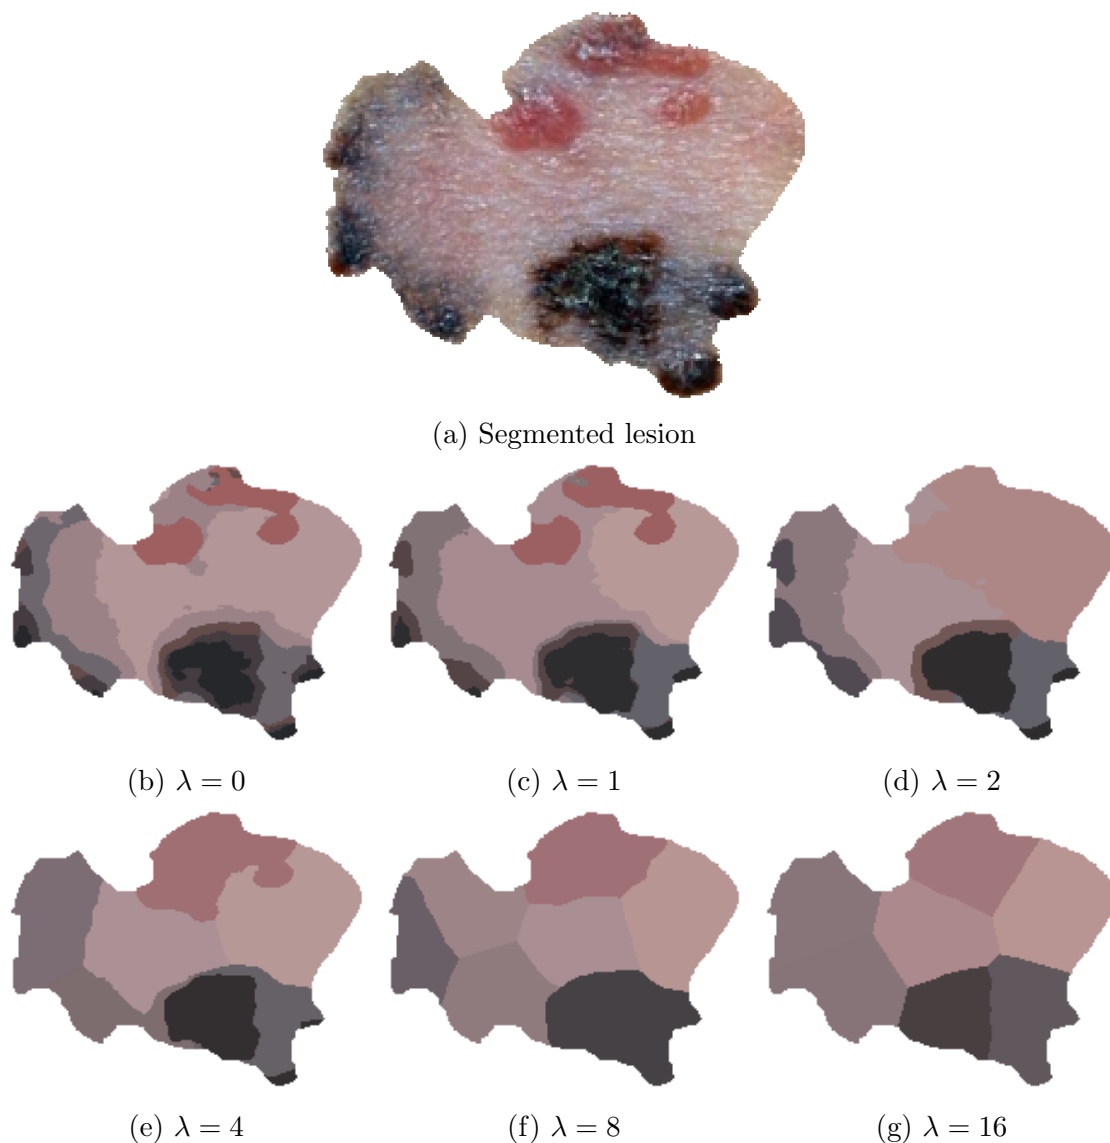 (a) Segmented lesion
(b) λ = 0
(c) λ = 1
(d) λ = 2
(e) λ = 4
(f) λ = 8
(g) λ = 16